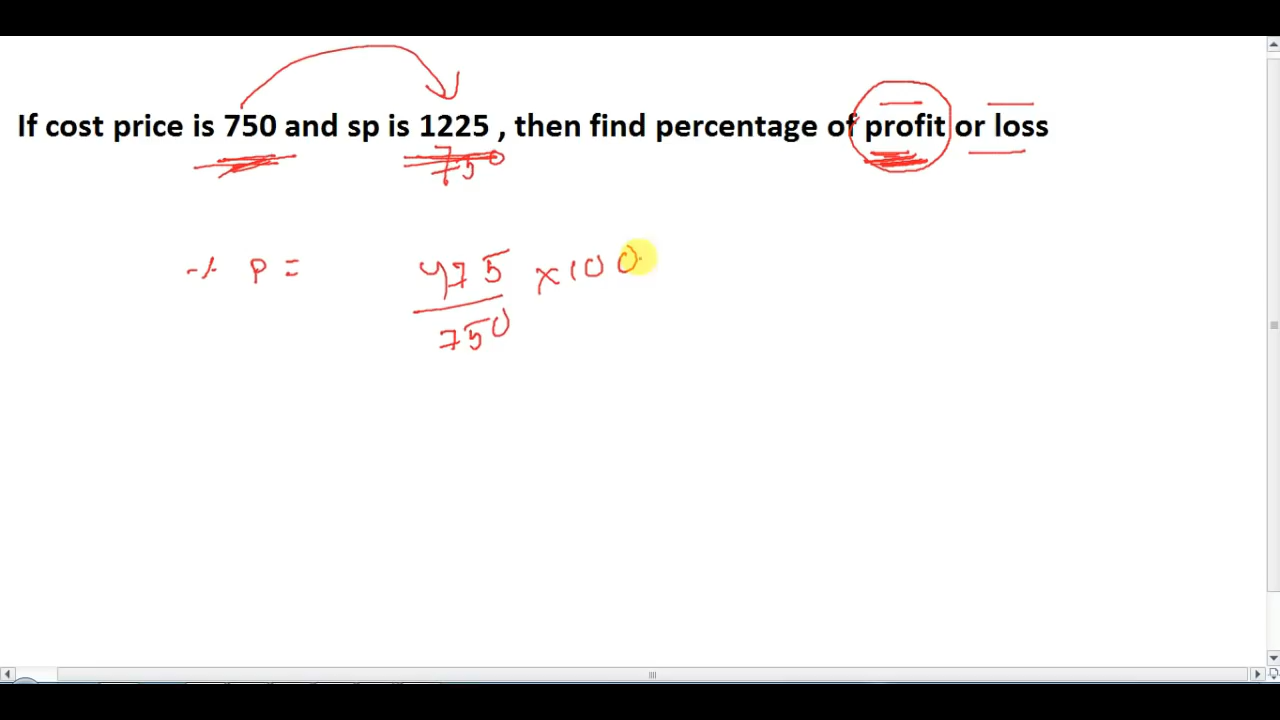 If cost price is 750 and sp is 1225 , then find percentage of profit or loss
750
% P = 475 × 100
750